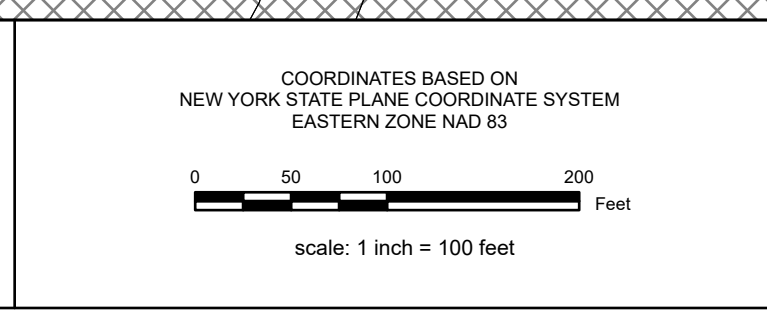 COORDINATES BASED ON
NEW YORK STATE PLANE COORDINATE SYSTEM
EASTERN ZONE NAD 83
0 50 100 200
Feet
scale: 1 inch = 100 feet